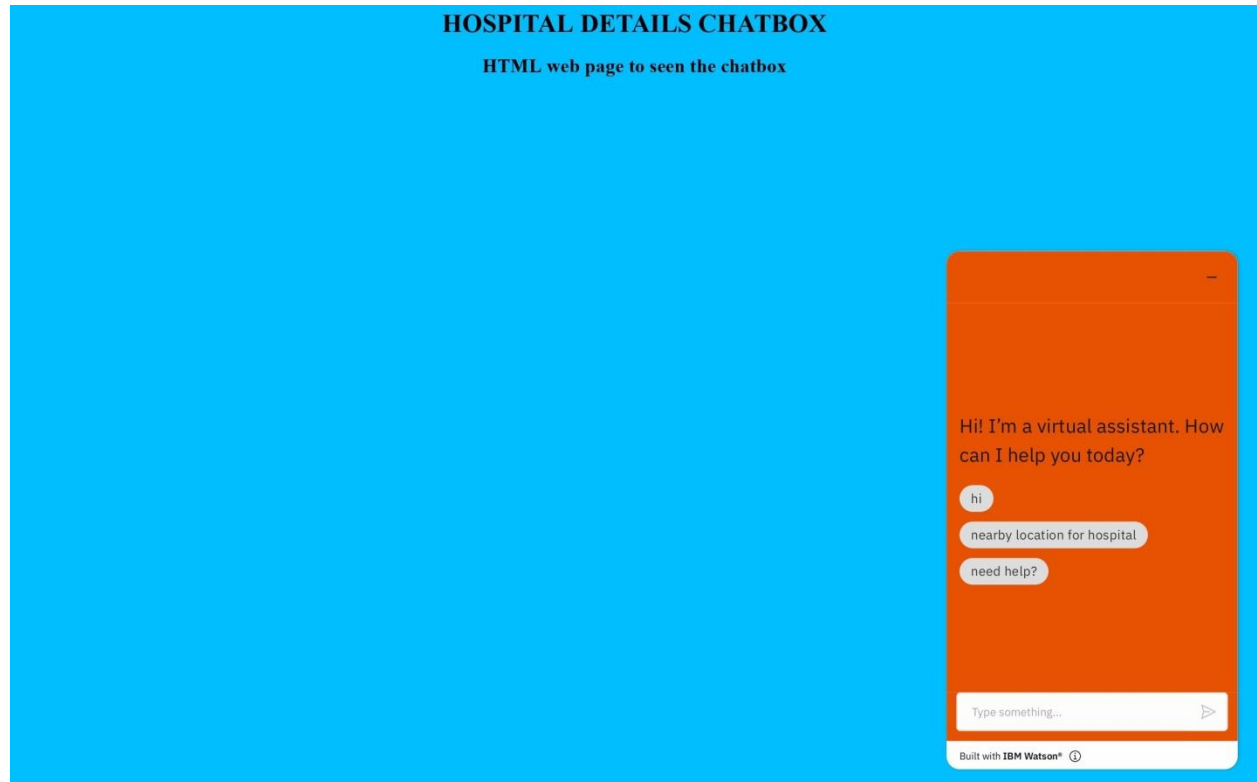 HOSPITAL DETAILS CHATBOX
HTML web page to seen the chatbox
Hi! I'm a virtual assistant. How
can I help you today?
hi
nearby location for hospital
need help?
Type something...
Built with IBM Watson®